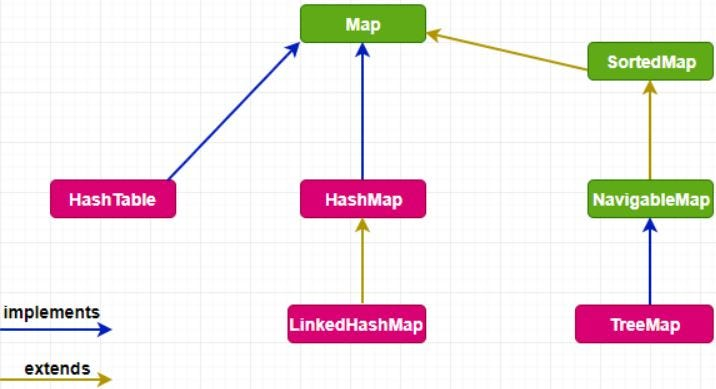 Map
SortedMap
HashTable
HashMap
NavigableMap
implements
LinkedHashMap
TreeMap
extends